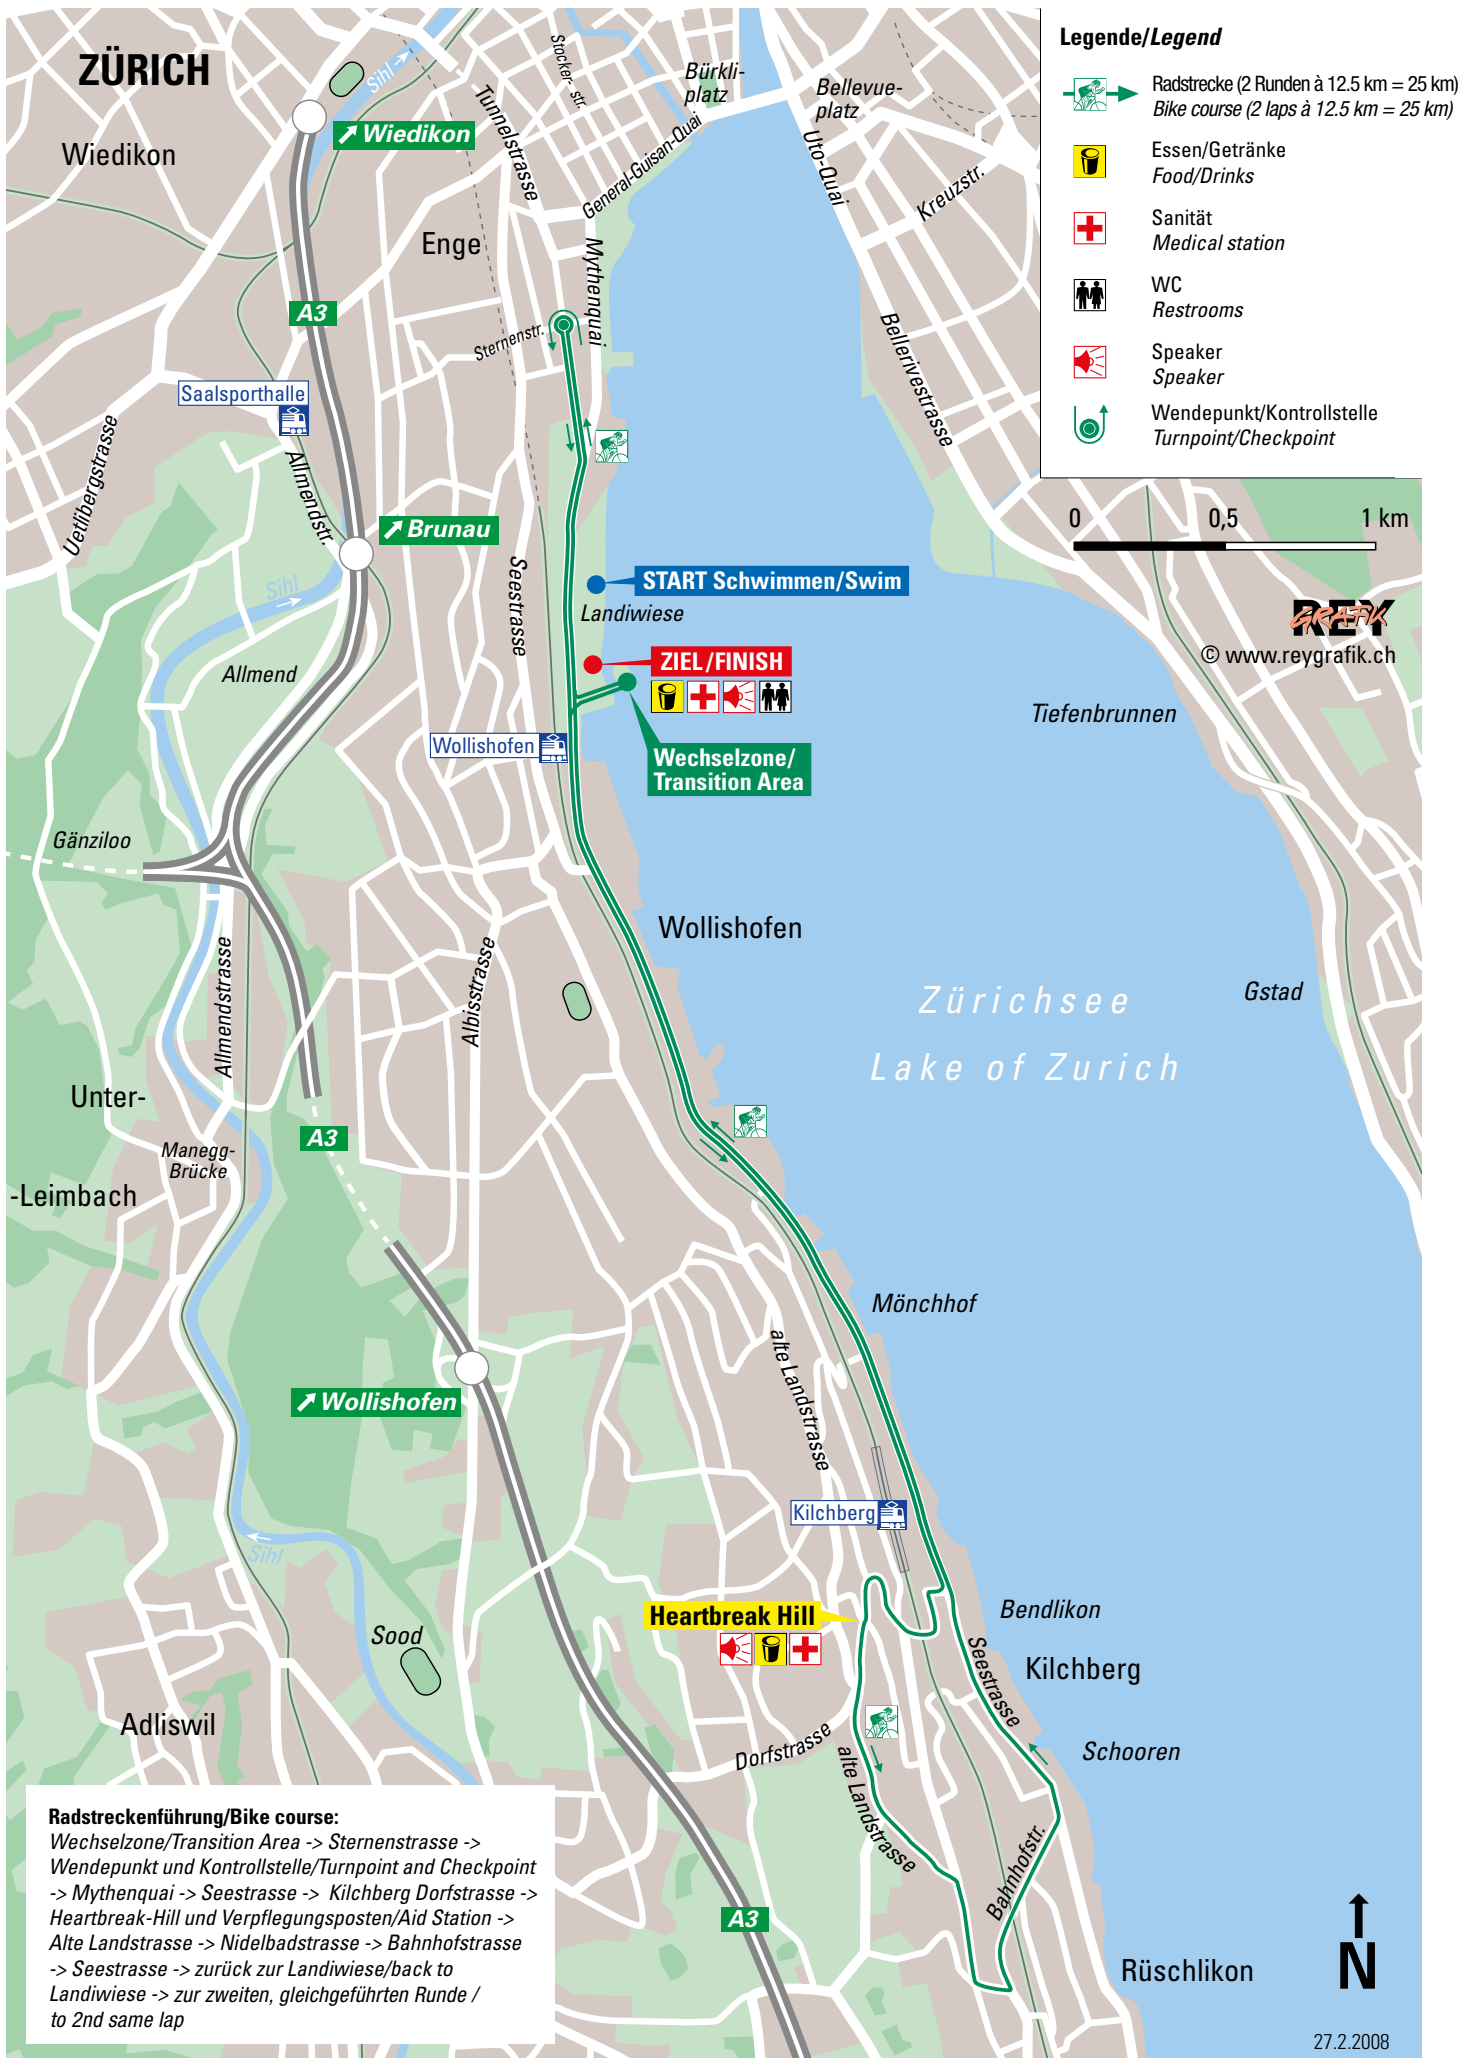 ZÜRICH
Wiedikon
Sihl
Wiedikon
Tunnelstrasse
Stocker- str.
Bürkli-
platz
Bellevue-
platz
General-Guisan-Quai
Uto-Quai
Kreuzstr.
Enge
Mythenquai
A3
Sternenstr.
Bellerivestrasse
Saalsporthalle
Uetlibergstrasse
Allmendstr.
Brunau
Seestrasse
Sihl
START Schwimmen/Swim
Landiwiese
Allmend
ZIEL/FINISH
Wollishofen
Wechselzone/
Transition Area
Tiefenbrunnen
Gänziloo
Wollishofen
Allmendstrasse
Albisstrasse
Zürichsee
Lake of Zurich
Gstad
Unter-
-Leimbach
A3
Manegg-
Brücke
Mönchhof
alte Landstrasse
Wollishofen
Kilchberg
Sihl
Heartbreak Hill
Bendlikon
Sood
Seestrasse
Kilchberg
Adliswil
Dorfstrasse
alte Landstrasse
Schooren
Bahnhofstr.
A3
Rüschlikon
N
27.2.2008
Legende/Legend
Radstrecke (2 Runden à 12.5 km = 25 km)
Bike course (2 laps à 12.5 km = 25 km)
Essen/Getränke
Food/Drinks
Sanität
Medical station
WC
Restrooms
Speaker
Speaker
Wendepunkt/Kontrollstelle
Turnpoint/Checkpoint
0 0,5 1 km
REY
GRAFIK
© www.reygrafik.ch
Radstreckenführung/Bike course:
Wechselzone/Transition Area -> Sternenstrasse ->
Wendepunkt und Kontrollstelle/Turnpoint and Checkpoint
-> Mythenquai -> Seestrasse -> Kilchberg Dorfstrasse ->
Heartbreak-Hill und Verpflegungsposten/Aid Station ->
Alte Landstrasse -> Nidelbadstrasse -> Bahnhofstrasse
-> Seestrasse -> zurück zur Landiwiese/back to
Landiwiese -> zur zweiten, gleichgeführten Runde /
to 2nd same lap